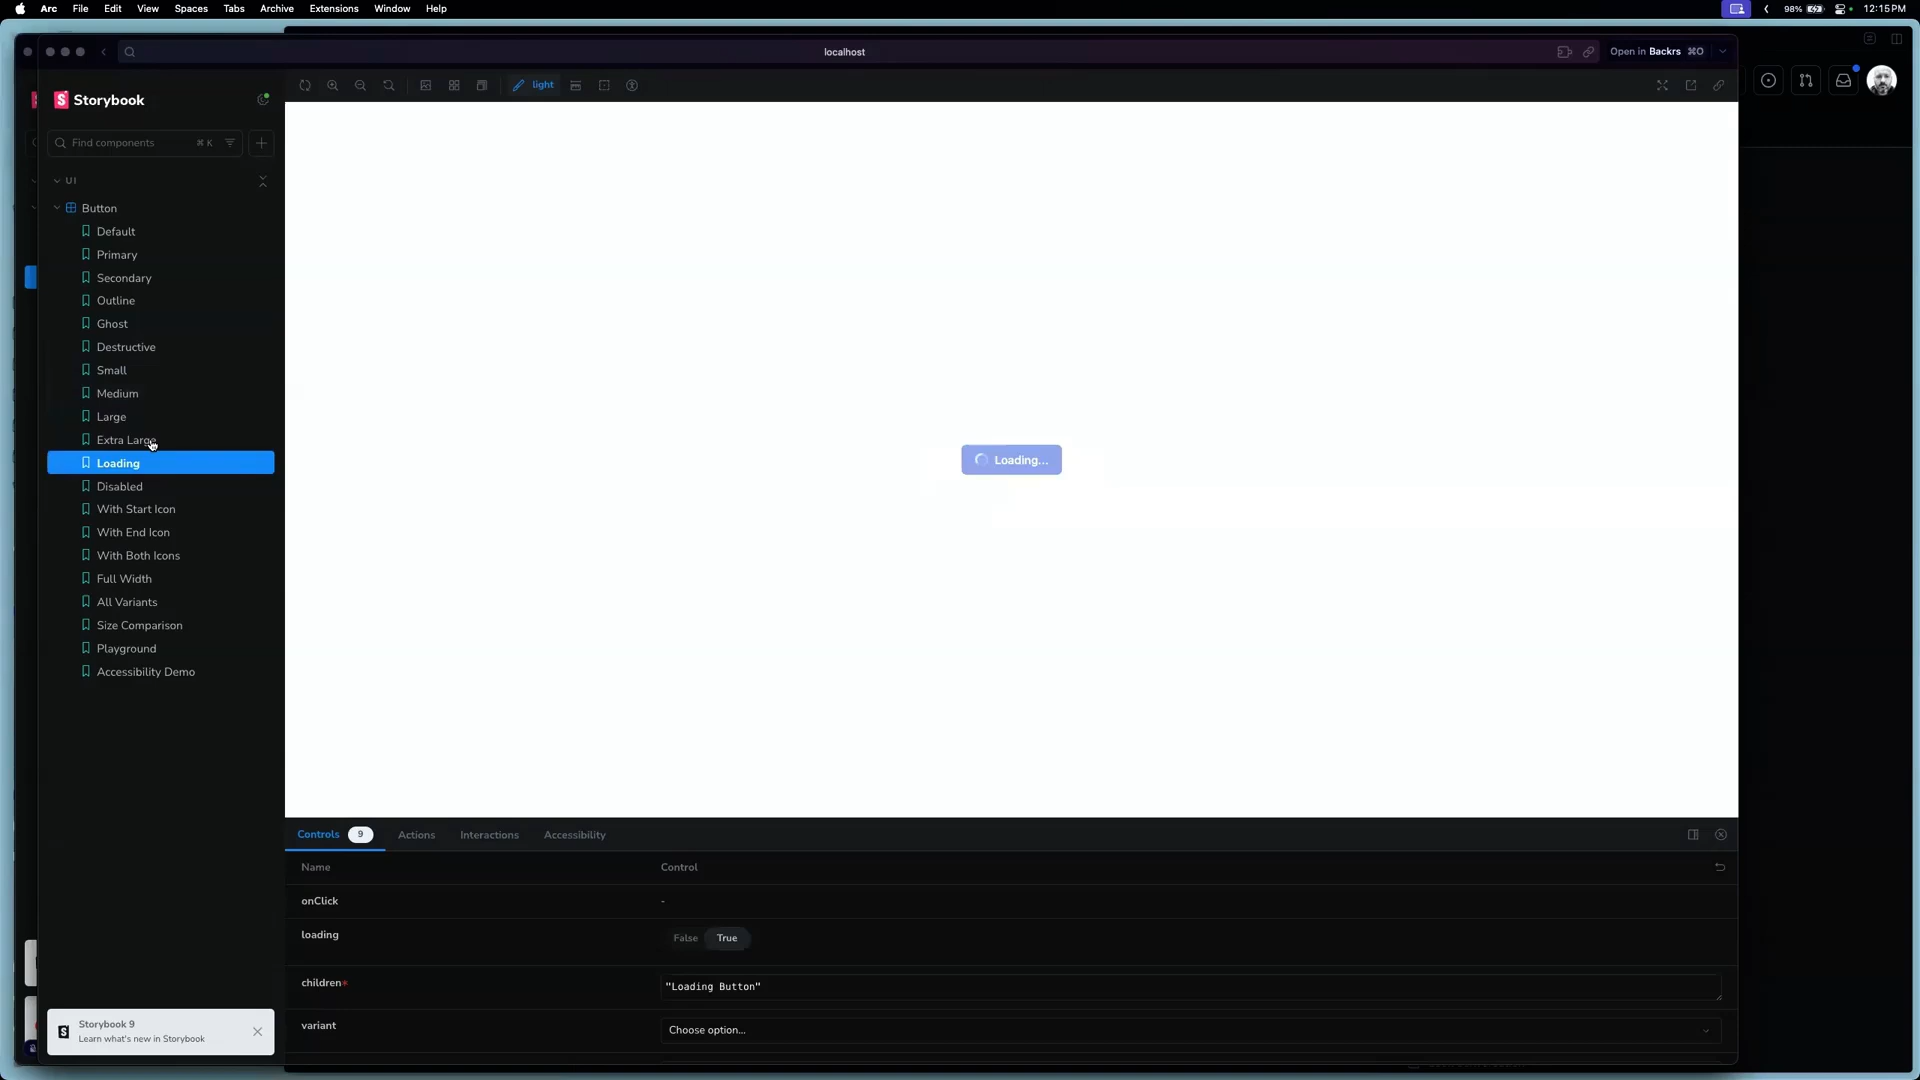 Arc File Edit View Spaces Tabs Archive Extensions Window Help
98% 12:15 PM
localhost
Open in Backrs ⌘O
Storybook
light
Find components ⌘ K
UI
Button
Default
Primary
Secondary
Outline
Ghost
Destructive
Small
Medium
Large
Extra Large
Loading
Disabled
With Start Icon
With End Icon
With Both Icons
Full Width
All Variants
Size Comparison
Playground
Accessibility Demo
Loading...
Controls 9 Actions Interactions Accessibility
Name Control
onClick -
loading False True
children* "Loading Button"
variant Choose option...
Storybook 9
Learn what's new in Storybook